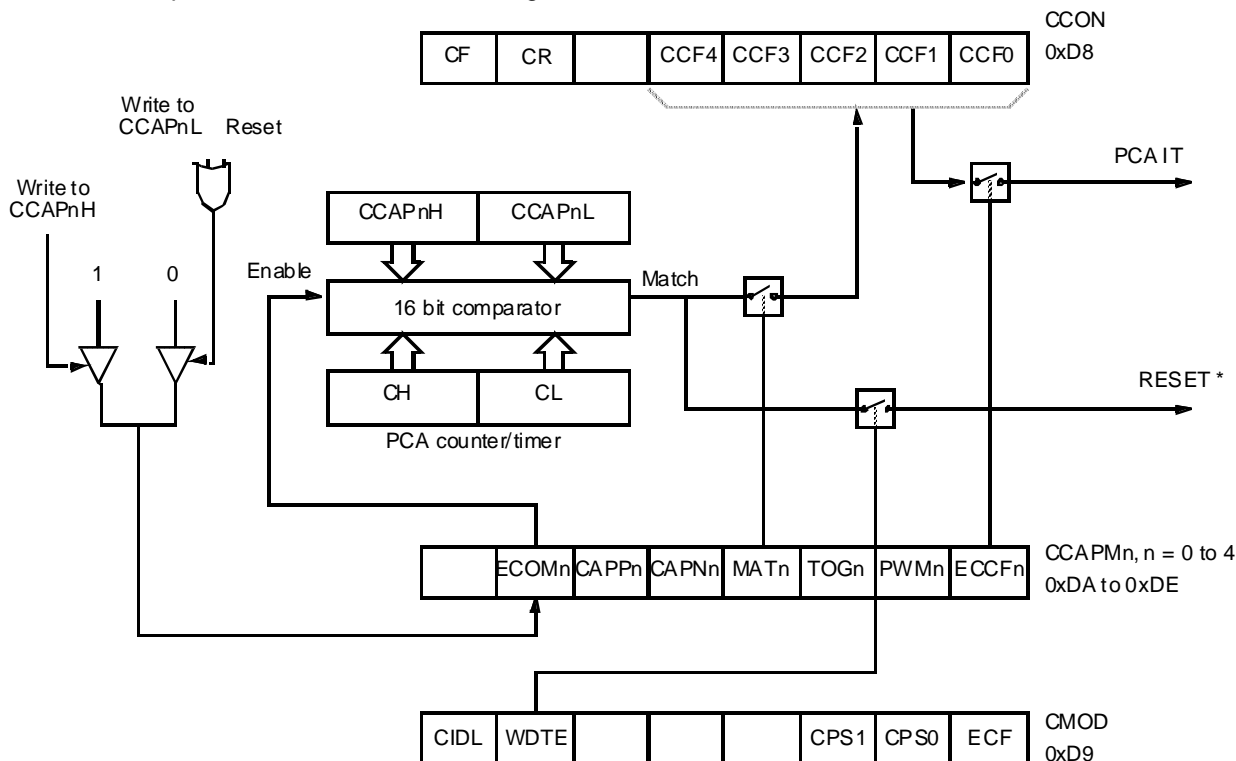 CCON
0xD8
CF CR CCF4 CCF3 CCF2 CCF1 CCF0
Write to
CCAPnL Reset
PCA IT
Write to
CCAPnH
CCAPnH CCAPnL
1 0 Enable
Match
16 bit comparator
RESET *
CH CL
PCA counter/timer
ECOMn CAPPn CAPNn MATn TOGn PWMn ECCFn
CCAPMn, n = 0 to 4
0xDA to 0xDE
CIDL WDTE CPS1 CPS0 ECF
CMOD
0xD9